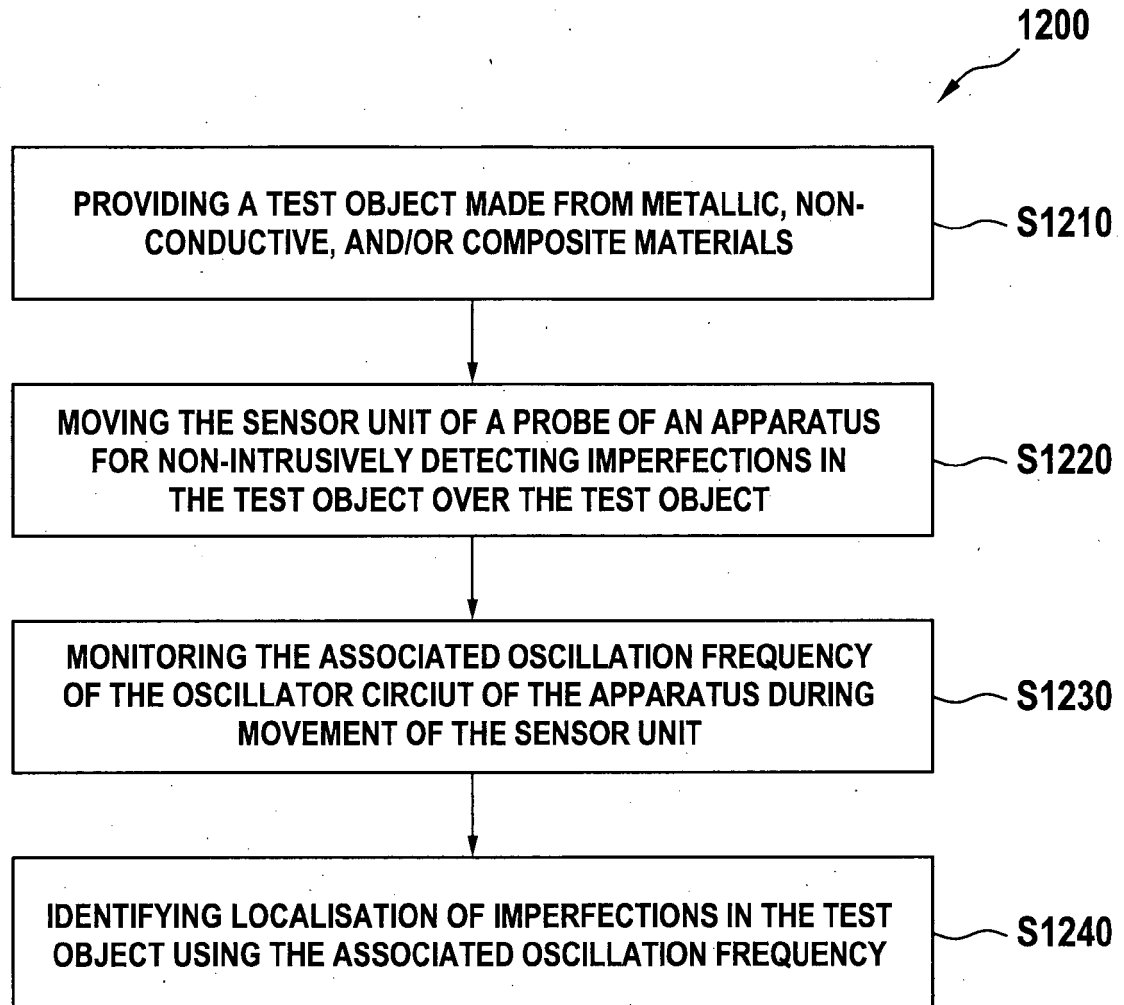 1200
PROVIDING A TEST OBJECT MADE FROM METALLIC, NON-
CONDUCTIVE, AND/OR COMPOSITE MATERIALS
S1210
MOVING THE SENSOR UNIT OF A PROBE OF AN APPARATUS
FOR NON-INTRUSIVELY DETECTING IMPERFECTIONS IN
THE TEST OBJECT OVER THE TEST OBJECT
S1220
MONITORING THE ASSOCIATED OSCILLATION FREQUENCY
OF THE OSCILLATOR CIRCIUT OF THE APPARATUS DURING
MOVEMENT OF THE SENSOR UNIT
S1230
IDENTIFYING LOCALISATION OF IMPERFECTIONS IN THE TEST
OBJECT USING THE ASSOCIATED OSCILLATION FREQUENCY
S1240